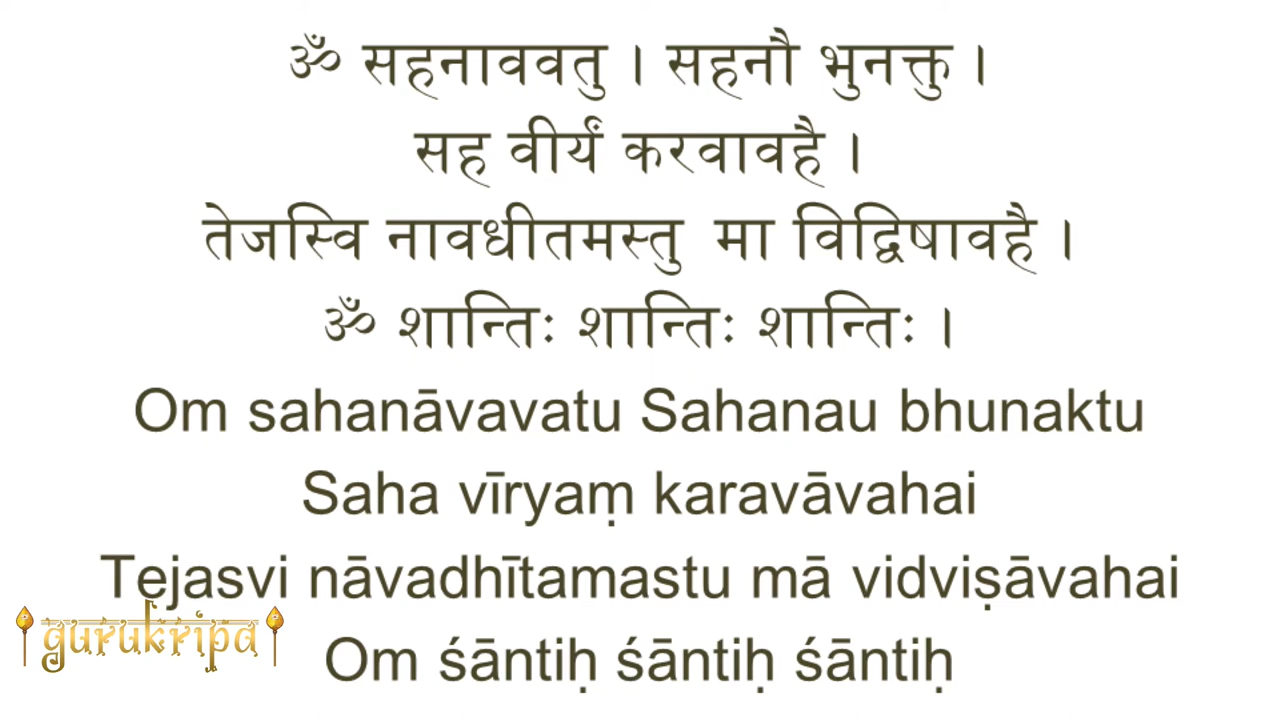 ॐ सहनाववतु । सहनौ भुनक्तु ।
सह वीर्यं करवावहै ।
तेजस्वि नावधीतमस्तु मा विद्विषावहै ।
ॐ शान्तिः शान्तिः शान्तिः ।
Om sahanāvavatu Sahanau bhunaktu
Saha vīryaṃ karavāvahai
Tejasvi nāvadhītamastu mā vidviṣāvahai
gurukripa
Om śāntiḥ śāntiḥ śāntiḥ